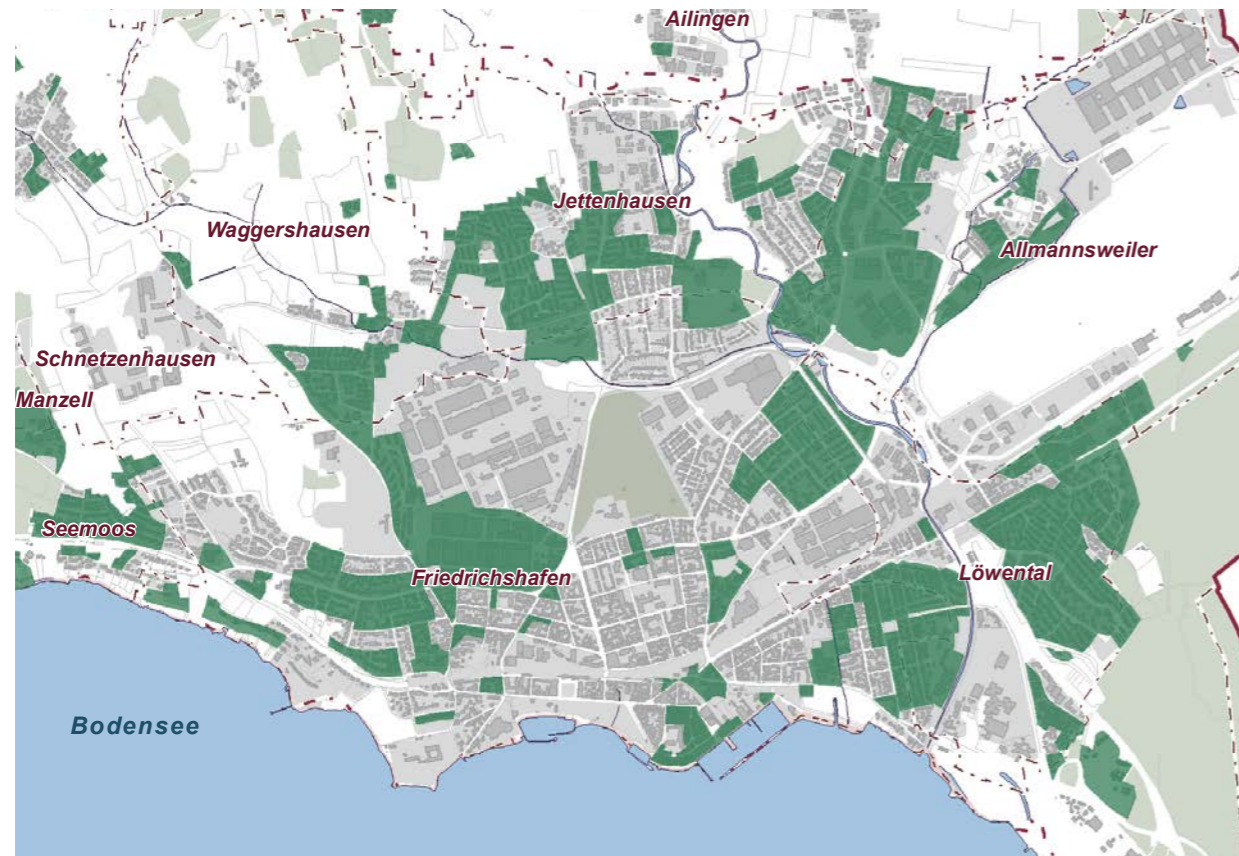 Ailingen
Jettenhausen
Waggershausen
Allmannsweiler
Schnetzenhausen
Manzell
Seemoos
Friedrichshafen
Löwental
Bodensee